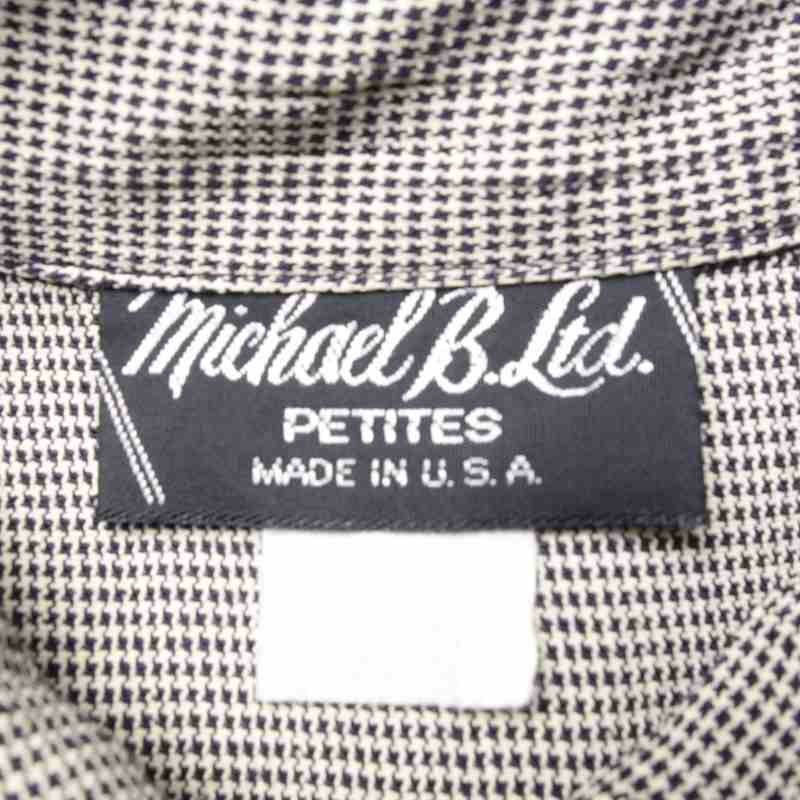 Michael B. Ltd.
PETITES
MADE IN U.S.A.